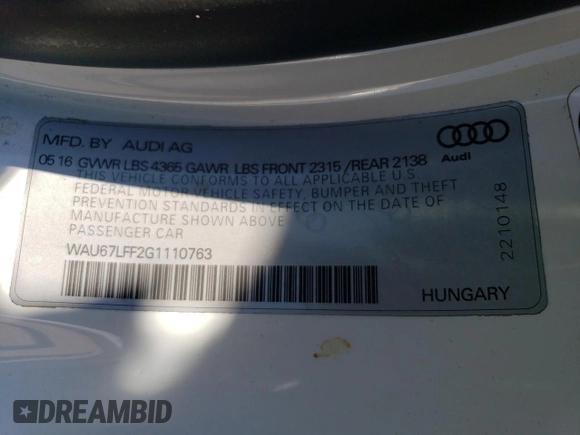 MFD. BY AUDI AG
05 16 GVWR LBS 4365 GAWR LBS FRONT 2315 /REAR 2138
THIS VEHICLE CONFORMS TO ALL APPLICABLE U.S.
FEDERAL MOTOR VEHICLE SAFETY, BUMPER AND THEFT
PREVENTION STANDARDS IN EFFECT ON THE DATE OF
MANUFACTURE SHOWN ABOVE
PASSENGER CAR
WAU67LFF2G1110763
Audi
2210148
HUNGARY
DREAMBID